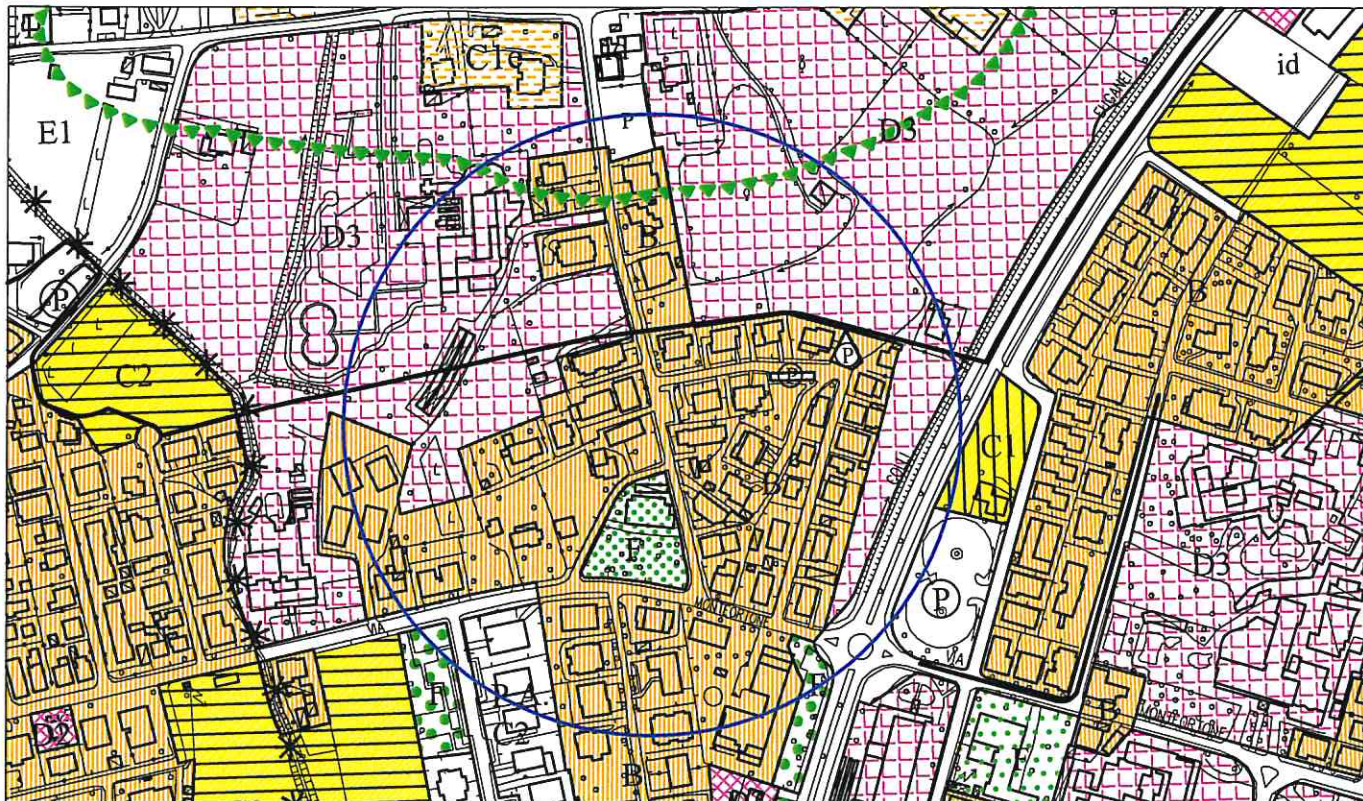 C1e
id
E1
P
D3
EUGANEI
D3
B
B
P
P
P
C2
C1
COLLI
B
F
D3
P
MONTORTONE
VIA
VIA
F
P.A.
C2
F
F
B
MONTORTONE
D2
B
F